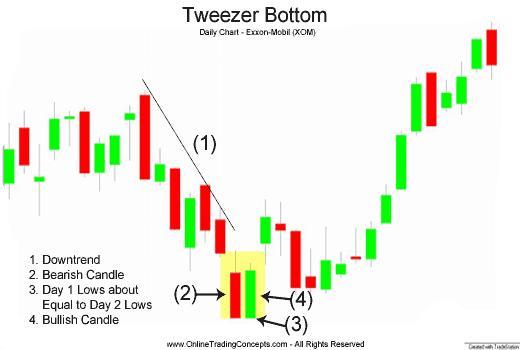 Tweezer Bottom
Daily Chart - Exxon-Mobil (XOM)
(1)
1. Downtrend
2. Bearish Candle
3. Day 1 Lows about
Equal to Day 2 Lows
4. Bullish Candle
(2)
(4)
(3)
www.OnlineTradingConcepts.com - All Rights Reserved
Created with TradeStation